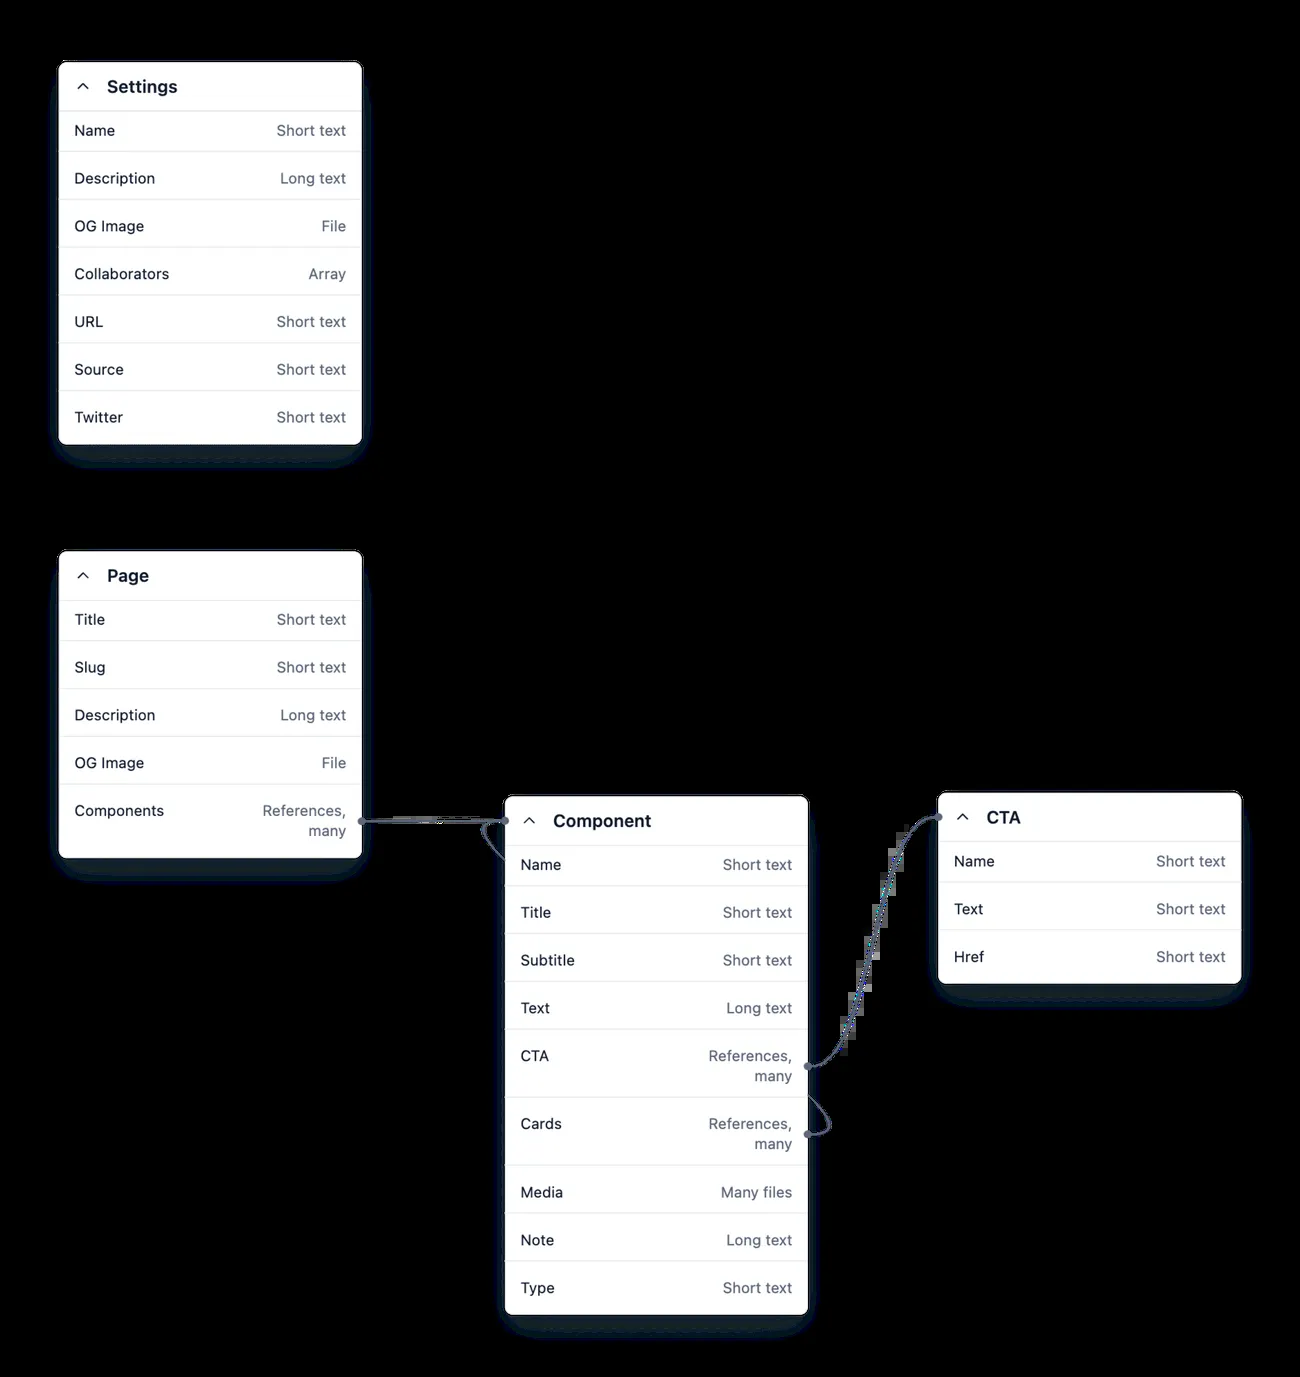 Settings
Name Short text
Description Long text
OG Image File
Collaborators Array
URL Short text
Source Short text
Twitter Short text
Page
Title Short text
Slug Short text
Description Long text
OG Image File
Components References,
many
Component
Name Short text
Title Short text
Subtitle Short text
Text Long text
CTA References,
many
Cards References,
many
Media Many files
Note Long text
Type Short text
CTA
Name Short text
Text Short text
Href Short text